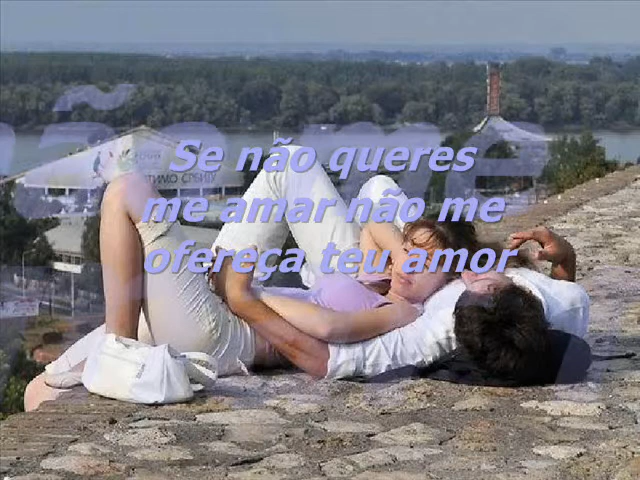 Se não queres
me amar não me
ofereça teu amor